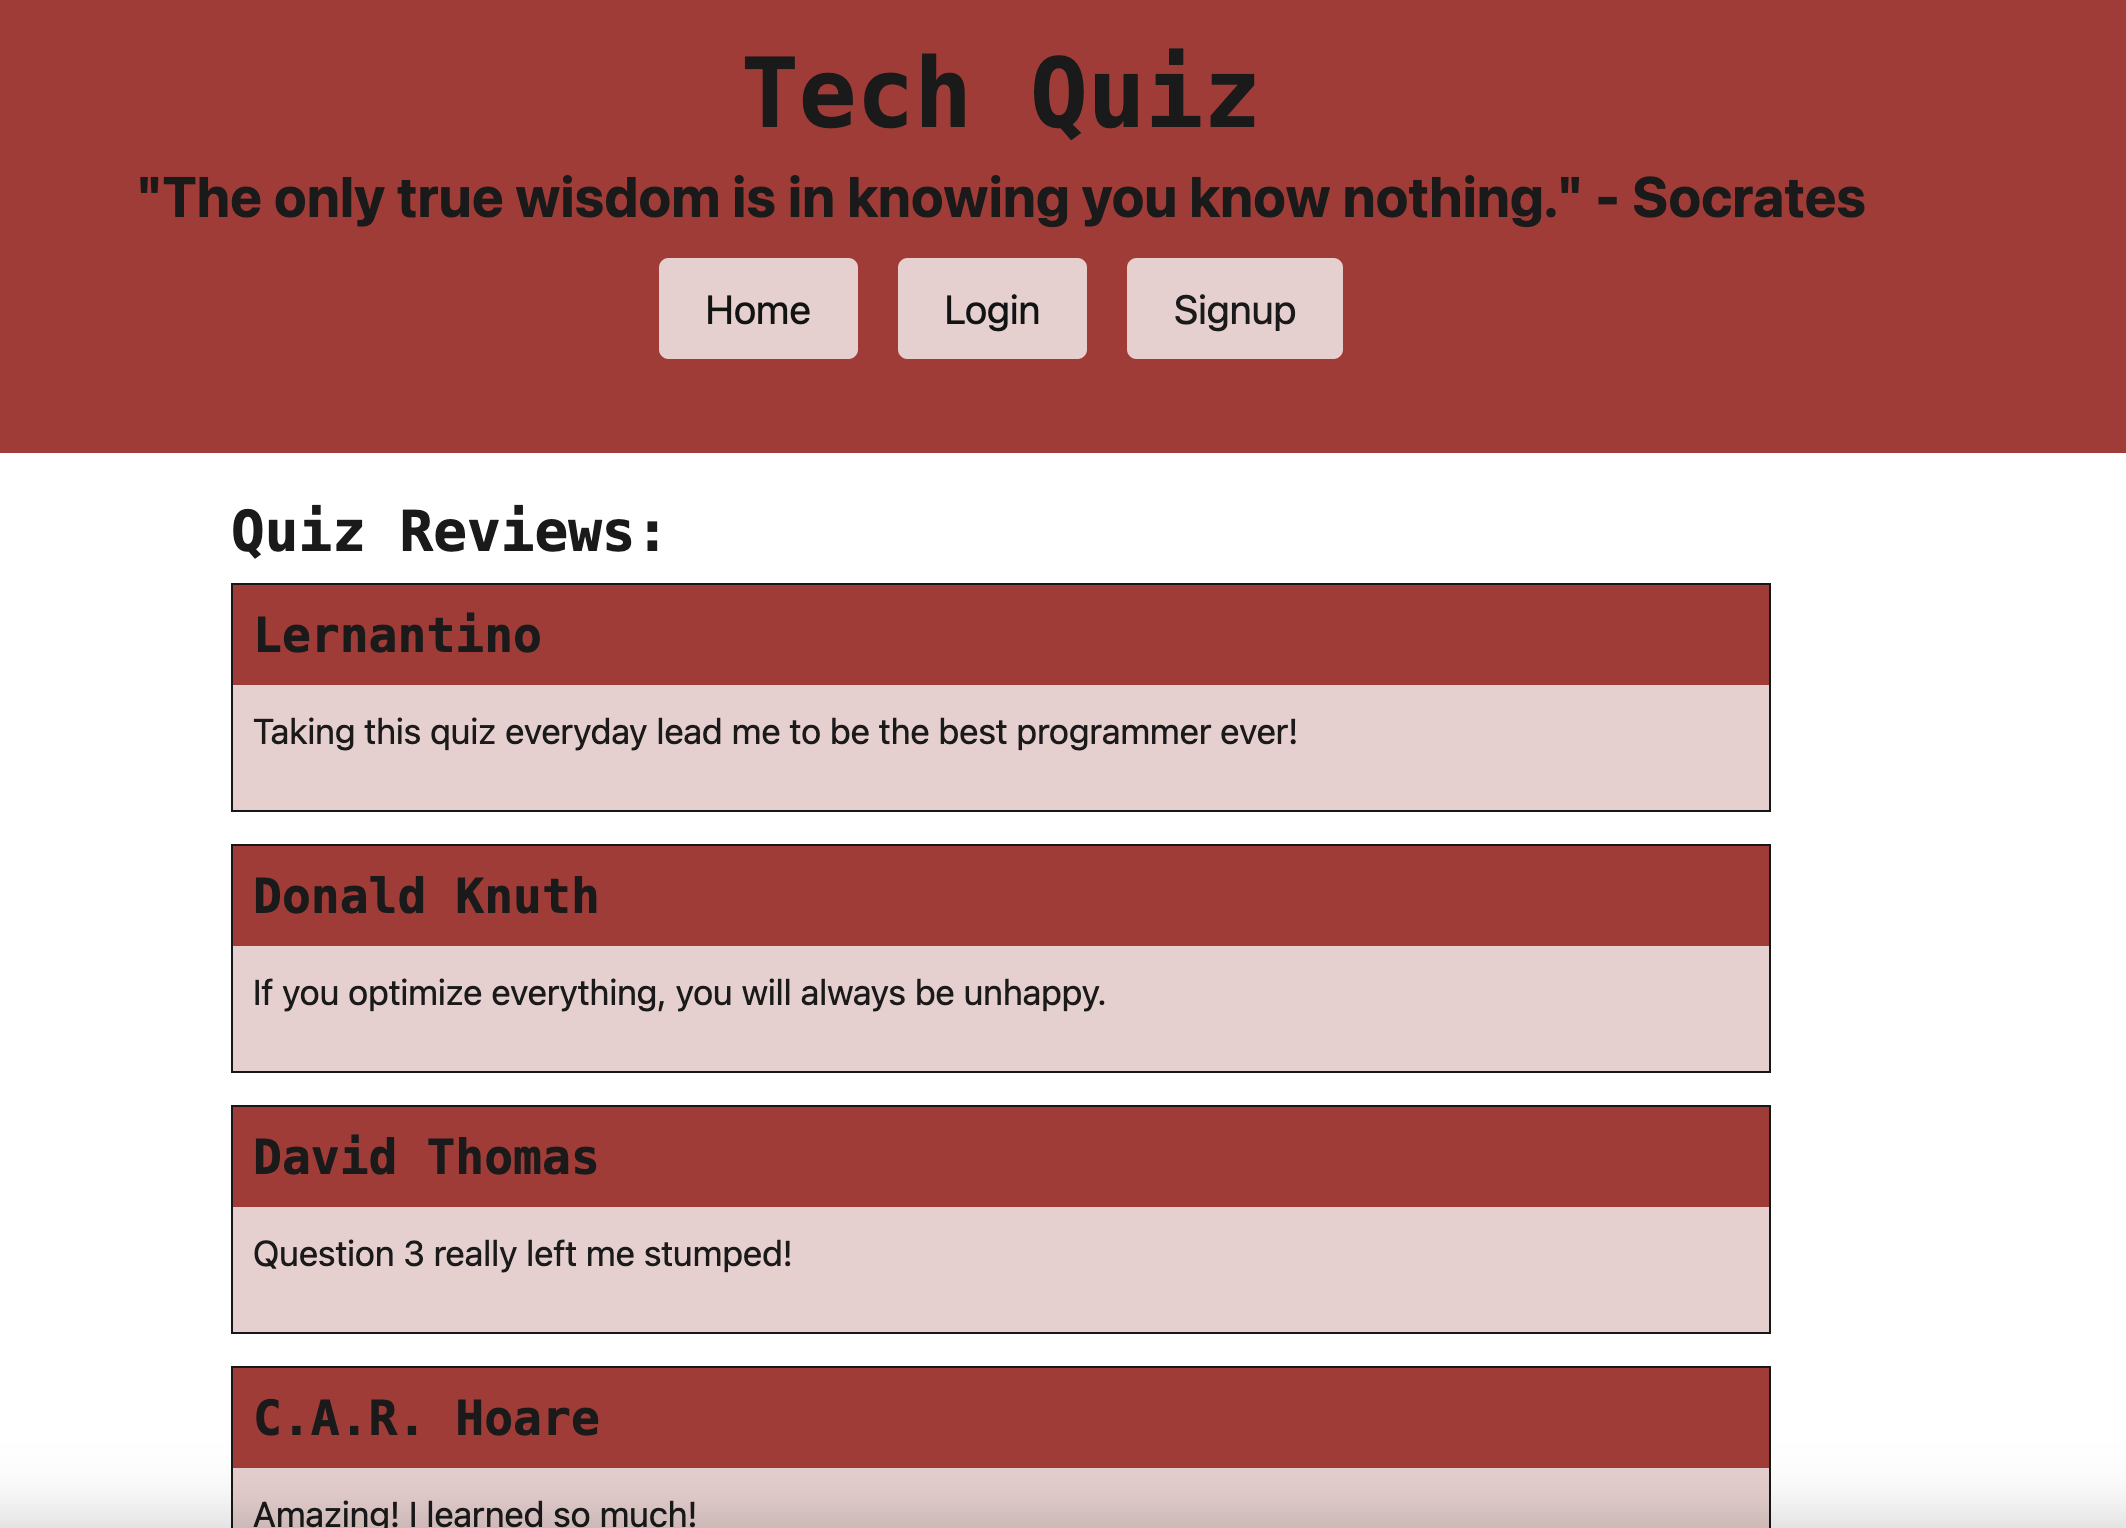 Tech Quiz
"The only true wisdom is in knowing you know nothing." - Socrates
Home Login Signup
Quiz Reviews:
Lernantino
Taking this quiz everyday lead me to be the best programmer ever!
Donald Knuth
If you optimize everything, you will always be unhappy.
David Thomas
Question 3 really left me stumped!
C.A.R. Hoare
Amazing! I learned so much!